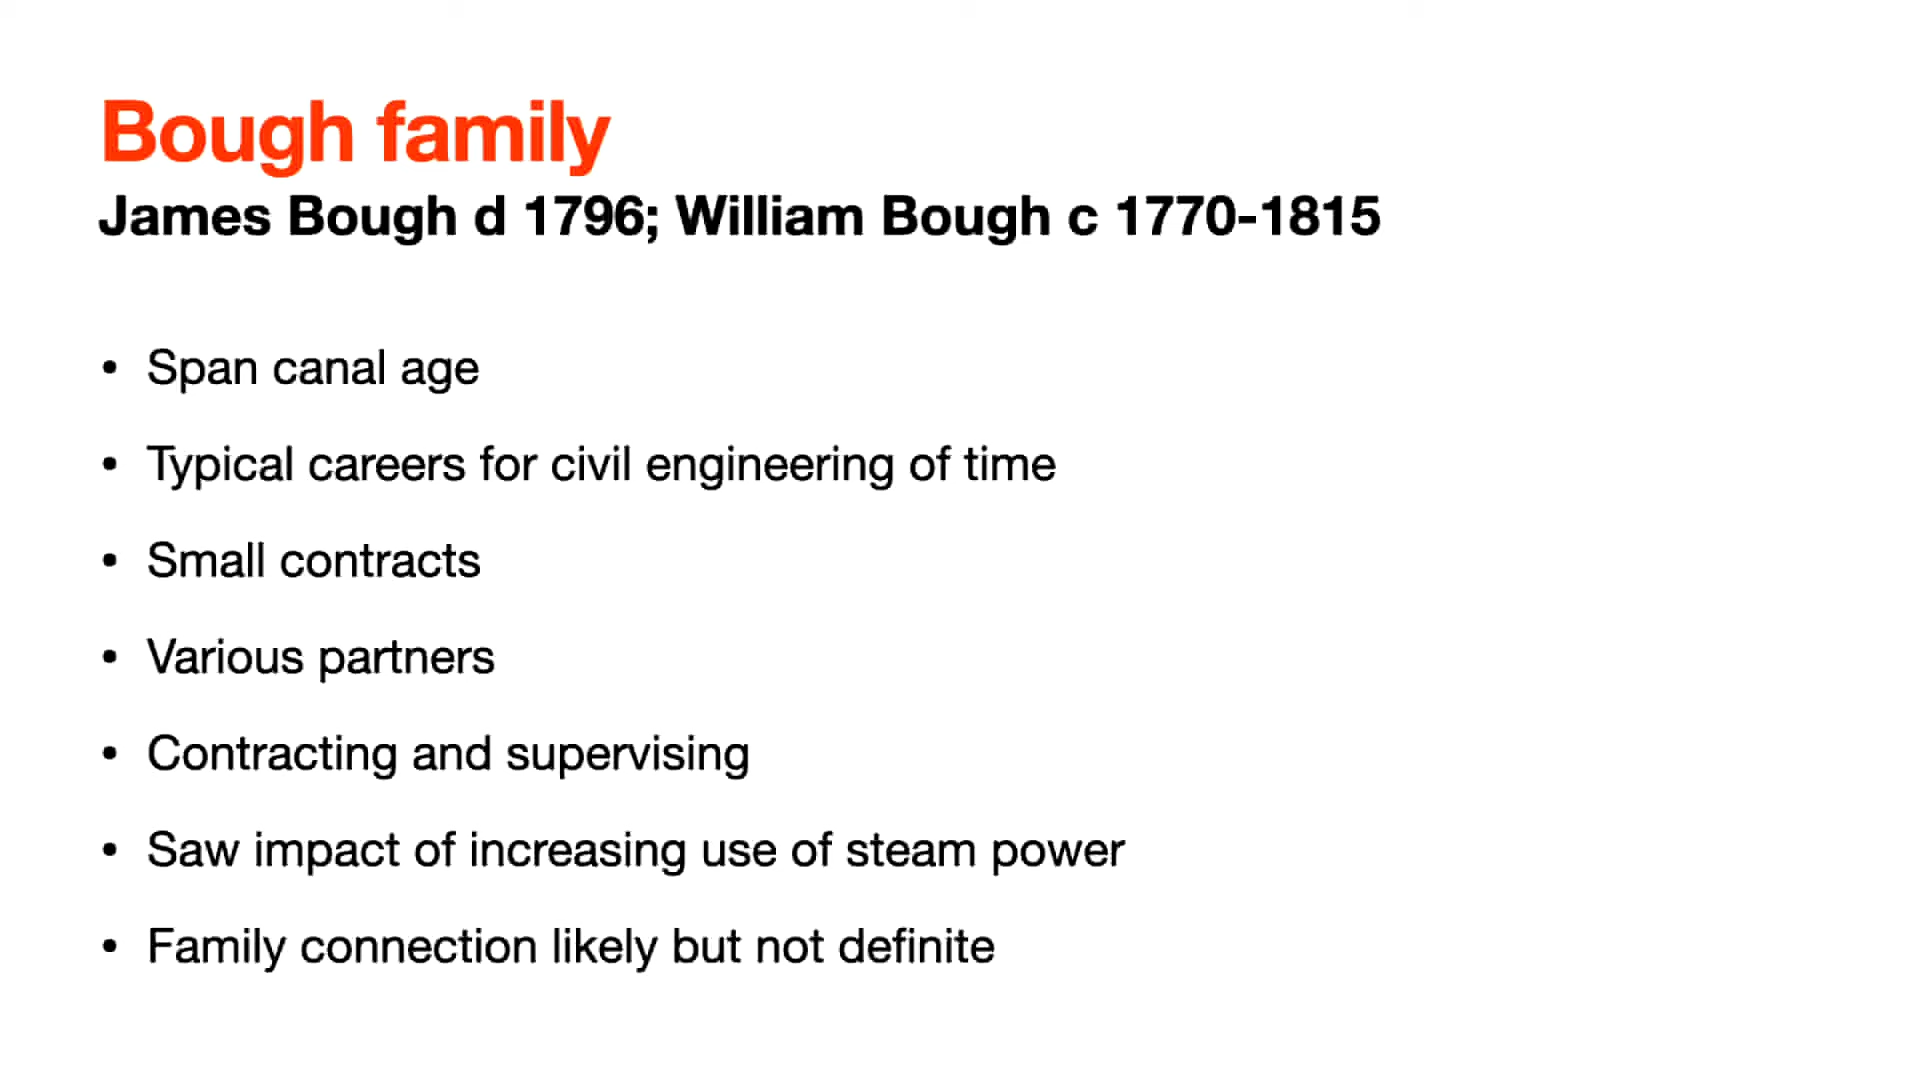 Bough family
James Bough d 1796; William Bough c 1770-1815
• Span canal age
• Typical careers for civil engineering of time
• Small contracts
• Various partners
• Contracting and supervising
• Saw impact of increasing use of steam power
• Family connection likely but not definite